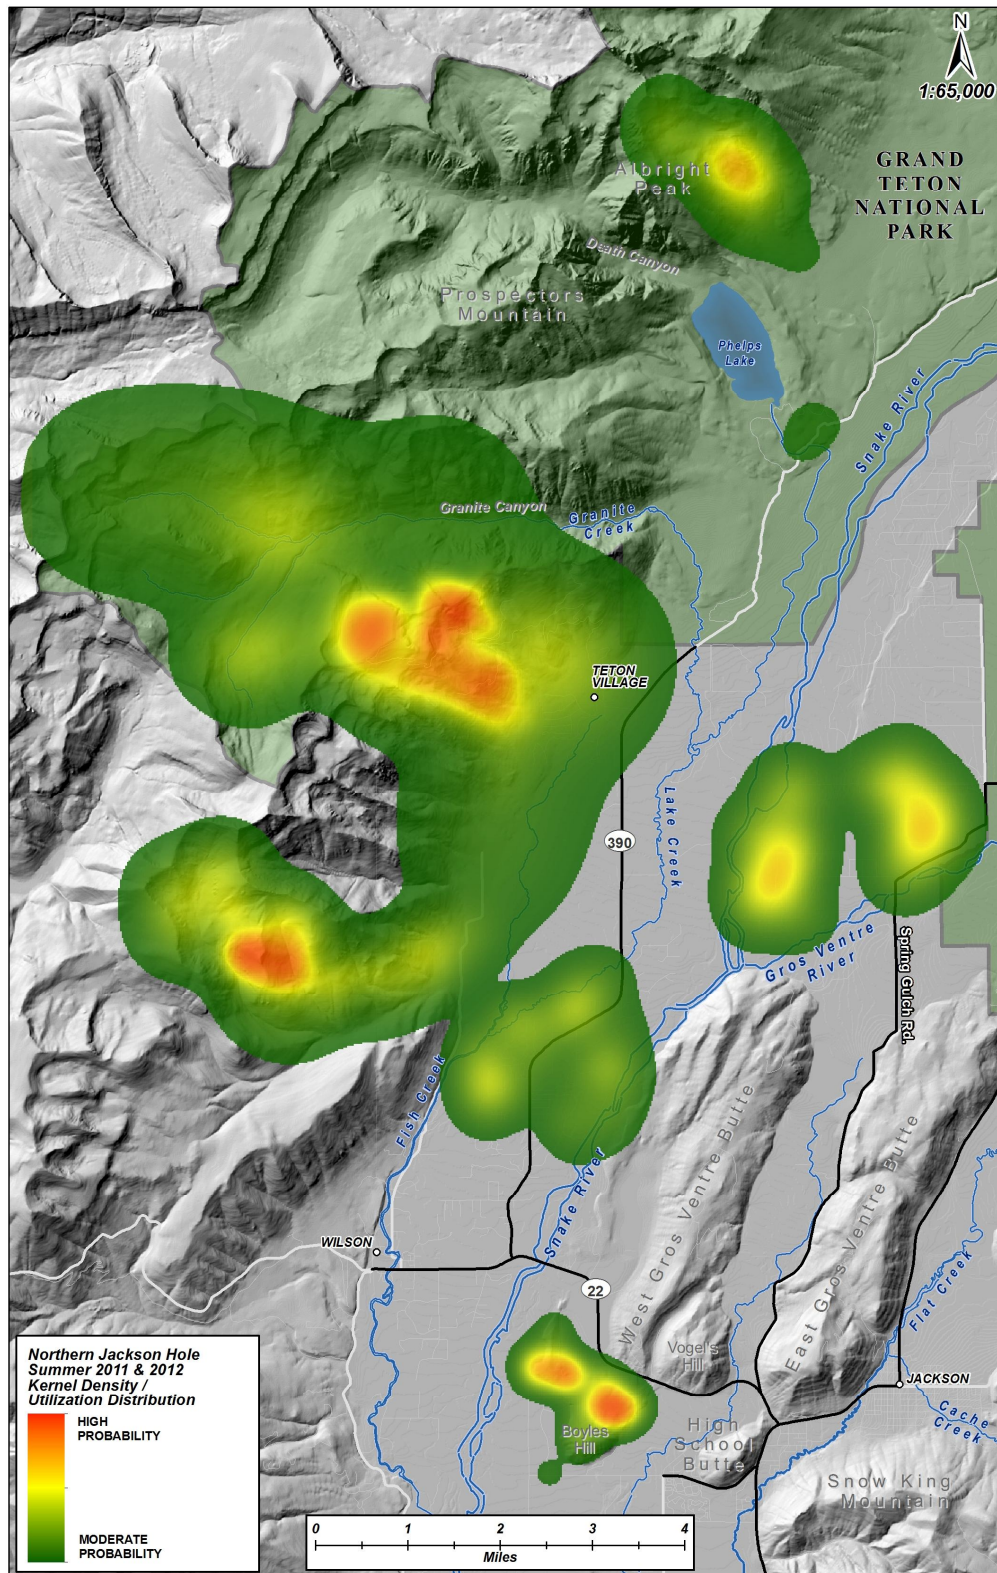 N
1:65,000
GRAND
TETON
NATIONAL
PARK
Albright
Peak
Death Canyon
Prospectors
Mountain
Phelps
Lake
Snake River
Granite Canyon
Granite
Creek
TETON
VILLAGE
390
Lake Creek
Gros Ventre
River
Spring Gulch Rd.
Fish Creek
Snake River
West Gros Ventre Butte
East Gros Ventre Butte
WILSON
22
Flat Creek
Vogel's
Hill
JACKSON
Cache
Creek
Boyles
Hill
High
School
Butte
Snow King
Mountain
Northern Jackson Hole
Summer 2011 & 2012
Kernel Density /
Utilization Distribution
HIGH
PROBABILITY
MODERATE
PROBABILITY
0 1 2 3 4
Miles